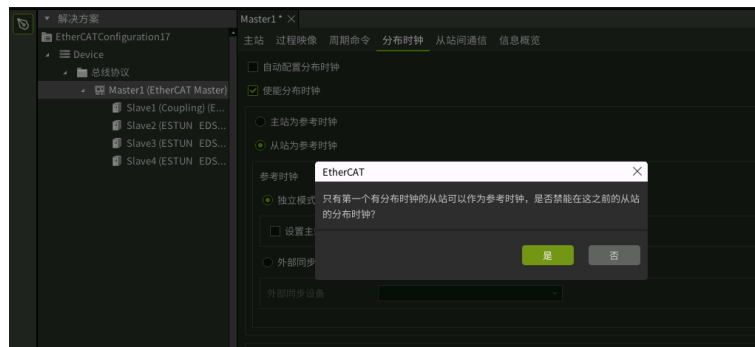 解决方案
EtherCATConfiguration17
Device
总线协议
Master1 (EtherCAT Master)
Slave1 (Coupling) (E...
Slave2 (ESTUN EDS...
Slave3 (ESTUN EDS...
Slave4 (ESTUN EDS...
Master1*
主站 过程映像 周期命令 分布时钟 从站间通信 信息概览
自动配置分布时钟
使能分布时钟
主站为参考时钟
从站为参考时钟
参考时钟
独立模式
设置主
外部同步
外部同步设备
EtherCAT
只有第一个有分布时钟的从站可以作为参考时钟，是否禁能在这之前的从站
的分布时钟?
是 否